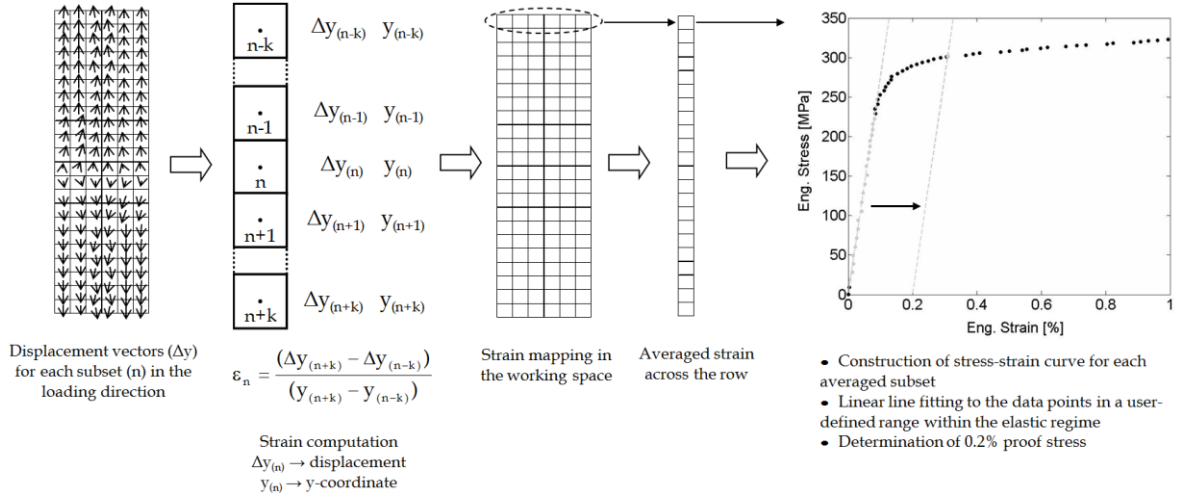 n-k
Δy(n-k) y(n-k)
n-1
Δy(n-1) y(n-1)
n
Δy(n) y(n)
n+1
Δy(n+1) y(n+1)
n+k
Δy(n+k) y(n+k)
Displacement vectors (Δy)
for each subset (n) in the
loading direction
εn = (Δy(n+k) − Δy(n-k)) / (y(n+k) − y(n-k))
Strain computation
Δy(n) → displacement
y(n) → y-coordinate
Strain mapping in
the working space
Averaged strain
across the row
Eng. Stress [MPa]
350
300
250
200
150
100
50
0
0 0.2 0.4 0.6 0.8 1
Eng. Strain [%]
• Construction of stress-strain curve for each
averaged subset
• Linear line fitting to the data points in a user-
defined range within the elastic regime
• Determination of 0.2% proof stress